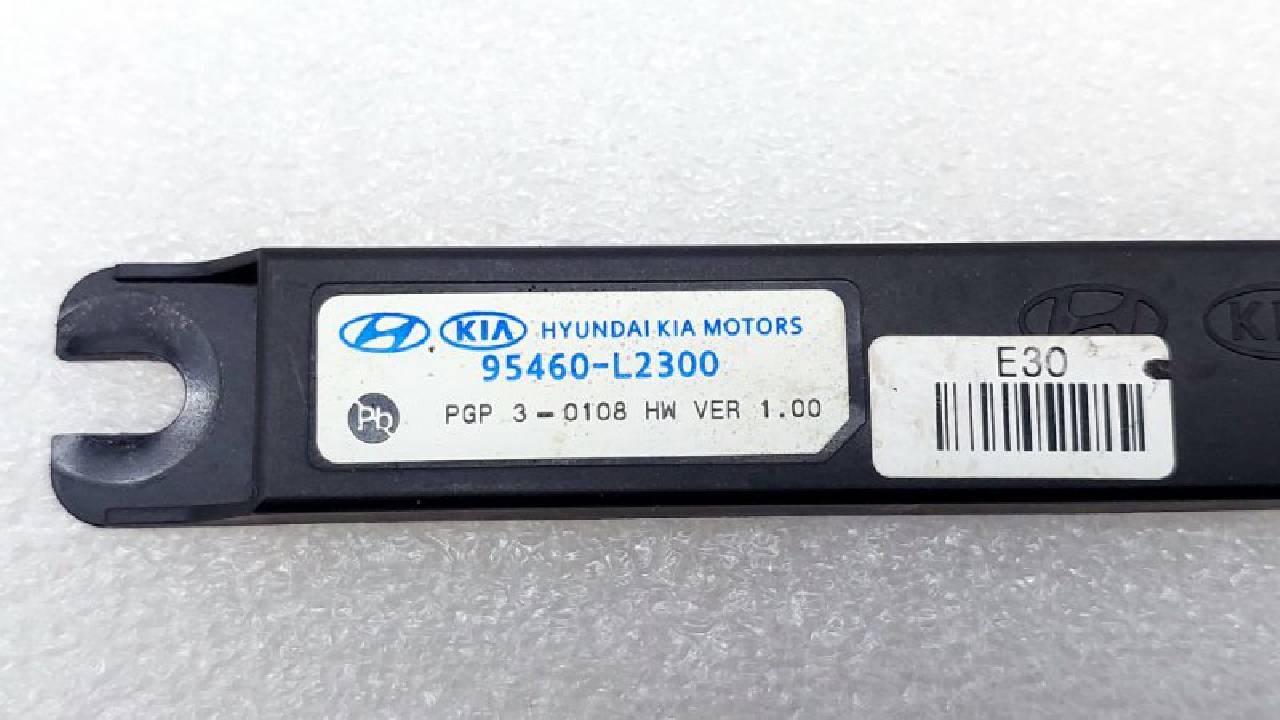 KIA HYUNDAI·KIA MOTORS
95460-L2300
Pb PGP 3-0108 HW VER 1.00
E30